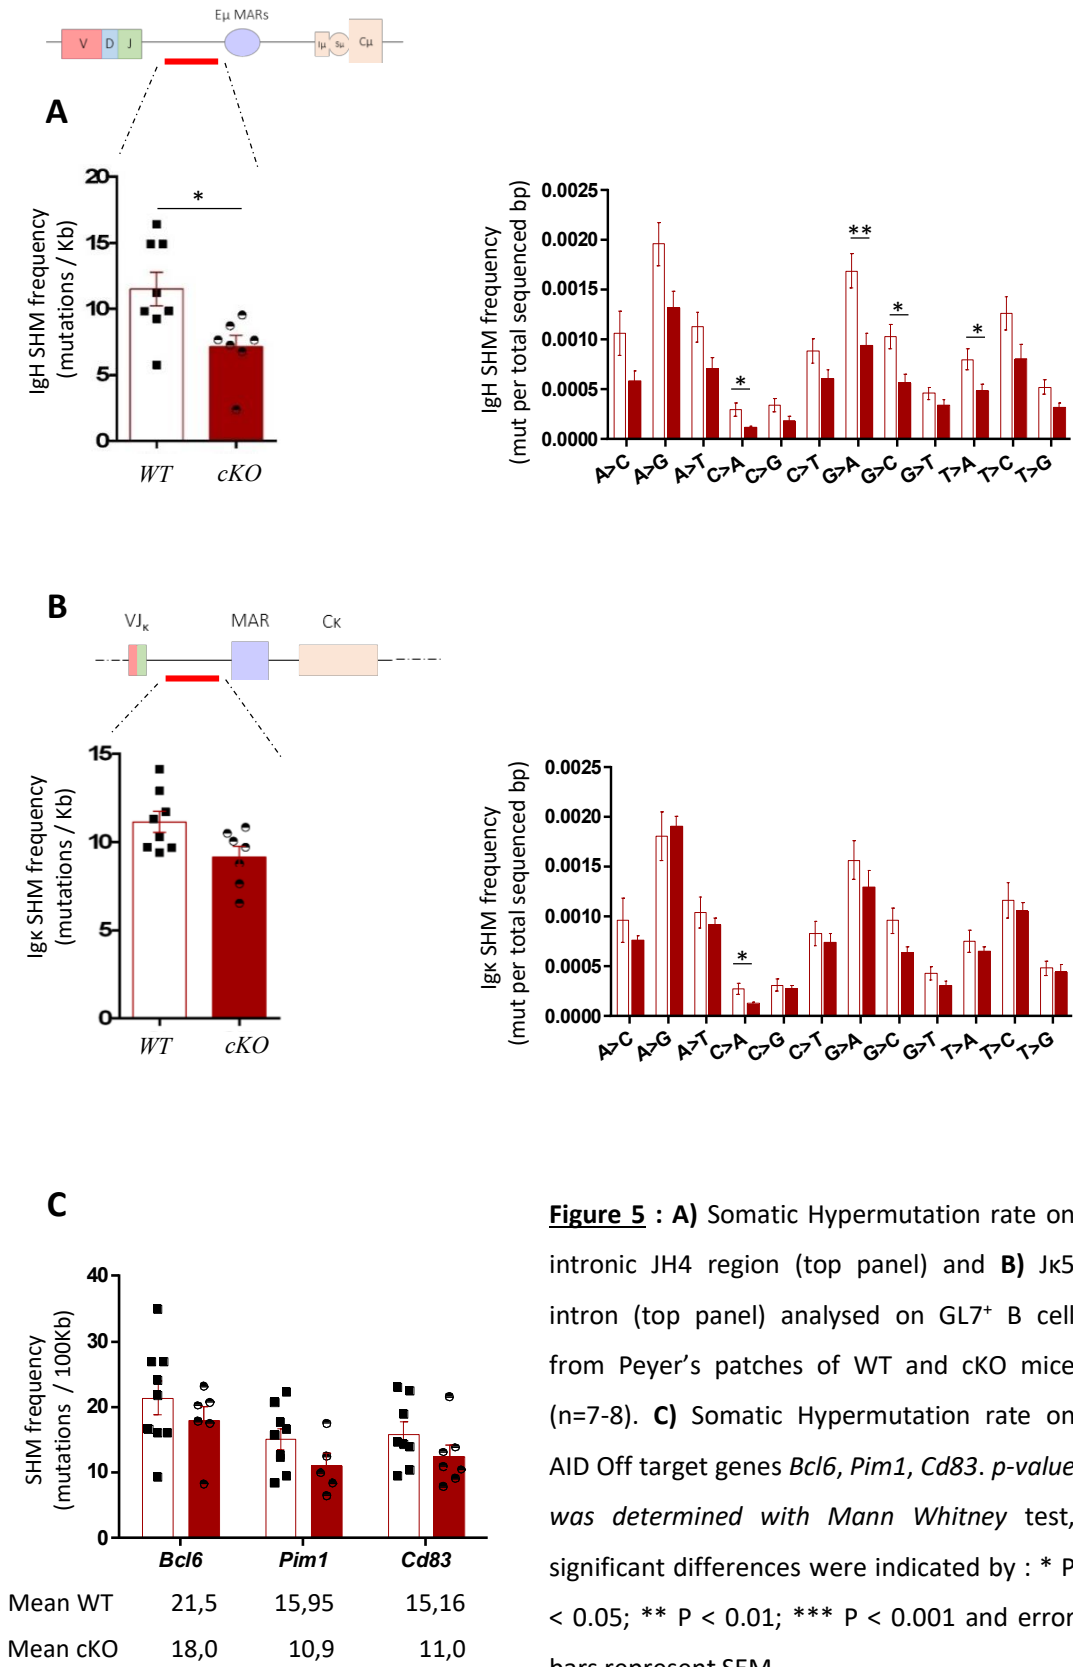 Eµ MARs
V D J Iµ Sµ Cµ
A
IgH SHM frequency
(mutations / Kb)
20
15
10
5
0
*
WT cKO
IgH SHM frequency
(mut per total sequenced bp)
0.0025
0.0020
0.0015
0.0010
0.0005
0.0000
* ** * *
A>C A>G A>T C>A C>G C>T G>A G>C G>T T>A T>C T>G
B
VJκ MAR Cκ
Igκ SHM frequency
(mutations / Kb)
15
10
5
0
WT cKO
Igκ SHM frequency
(mut per total sequenced bp)
0.0025
0.0020
0.0015
0.0010
0.0005
0.0000
*
A>C A>G A>T C>A C>G C>T G>A G>C G>T T>A T>C T>G
C
SHM frequency
(mutations / 100Kb)
40
30
20
10
0
Bcl6 Pim1 Cd83
Mean WT 21,5 15,95 15,16
Mean cKO 18,0 10,9 11,0
Figure 5 : A) Somatic Hypermutation rate on
intronic JH4 region (top panel) and B) Jκ5
intron (top panel) analysed on GL7+ B cell
from Peyer’s patches of WT and cKO mice
(n=7-8). C) Somatic Hypermutation rate on
AID Off target genes Bcl6, Pim1, Cd83. p-value
was determined with Mann Whitney test,
significant differences were indicated by : * P
< 0.05; ** P < 0.01; *** P < 0.001 and error
bars represent SEM